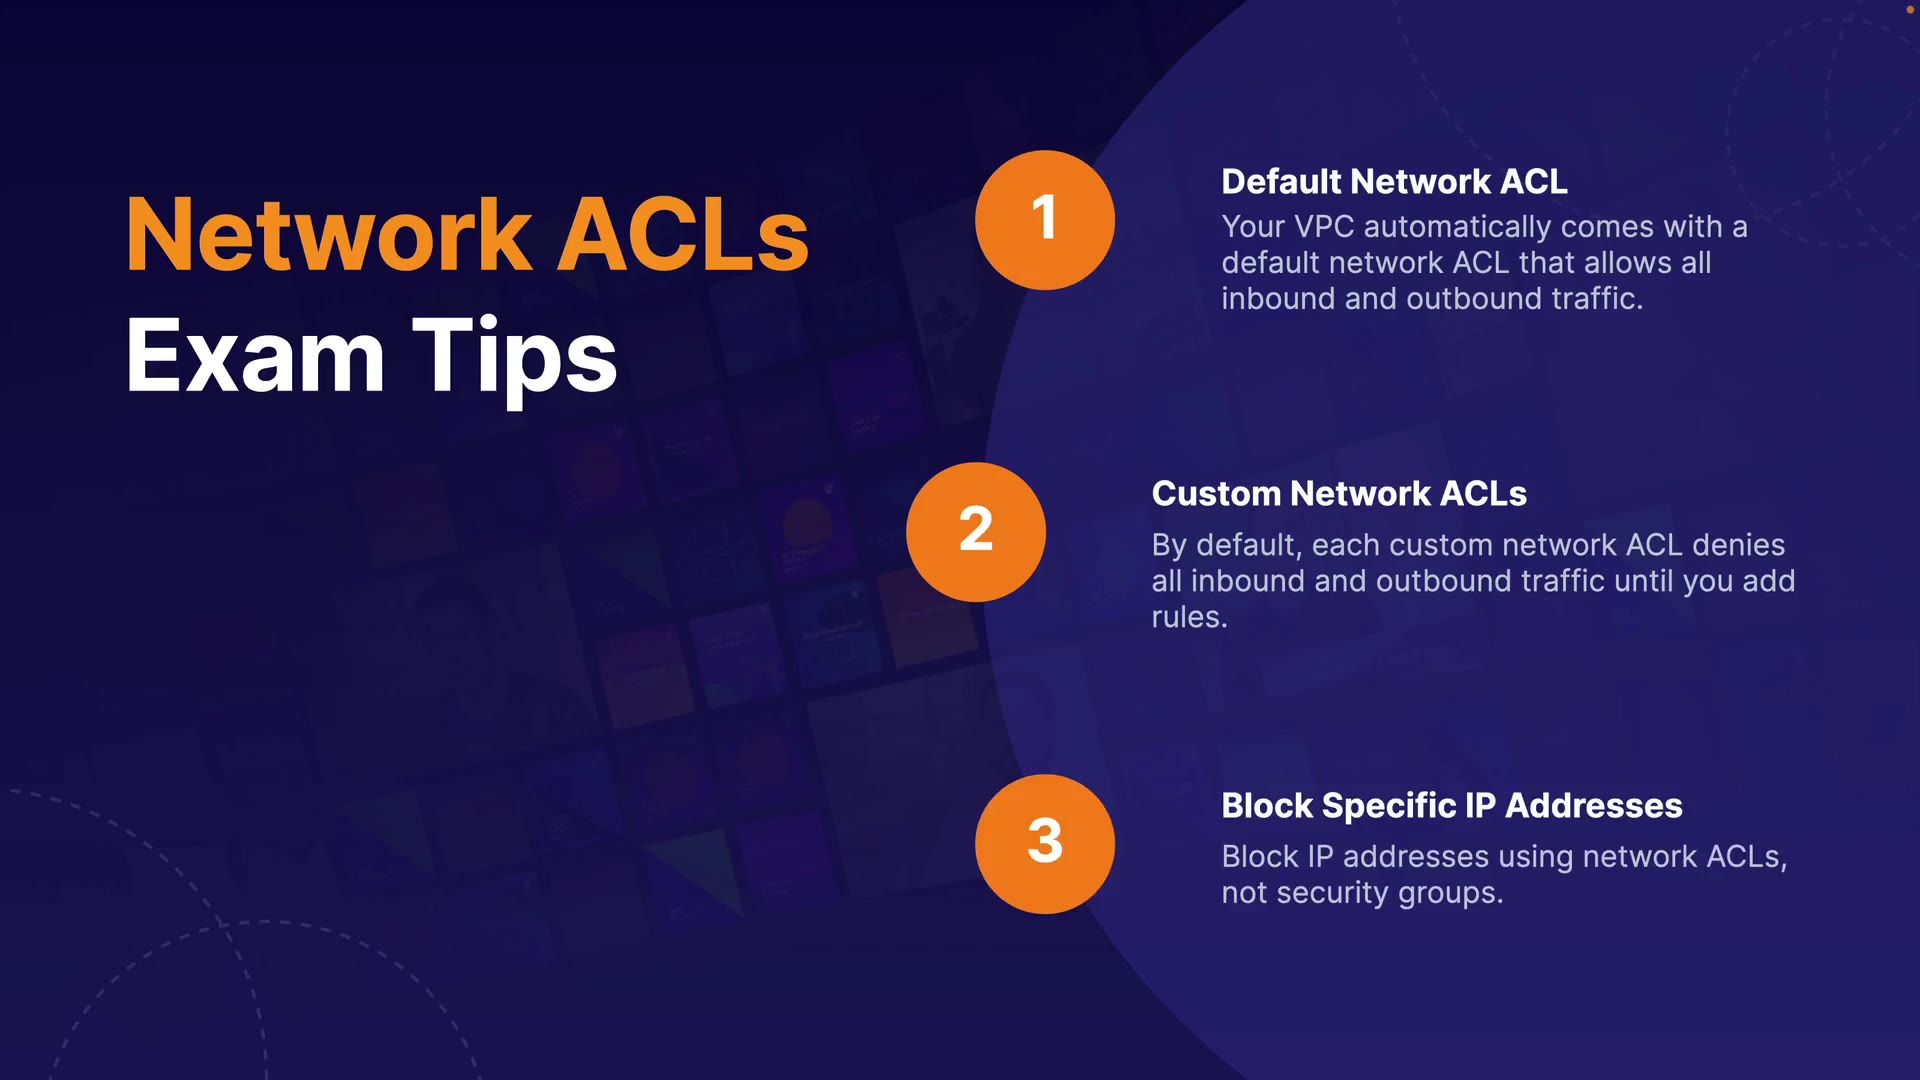 Network ACLs
Exam Tips
1
Default Network ACL
Your VPC automatically comes with a
default network ACL that allows all
inbound and outbound traffic.
2
Custom Network ACLs
By default, each custom network ACL denies
all inbound and outbound traffic until you add
rules.
3
Block Specific IP Addresses
Block IP addresses using network ACLs,
not security groups.